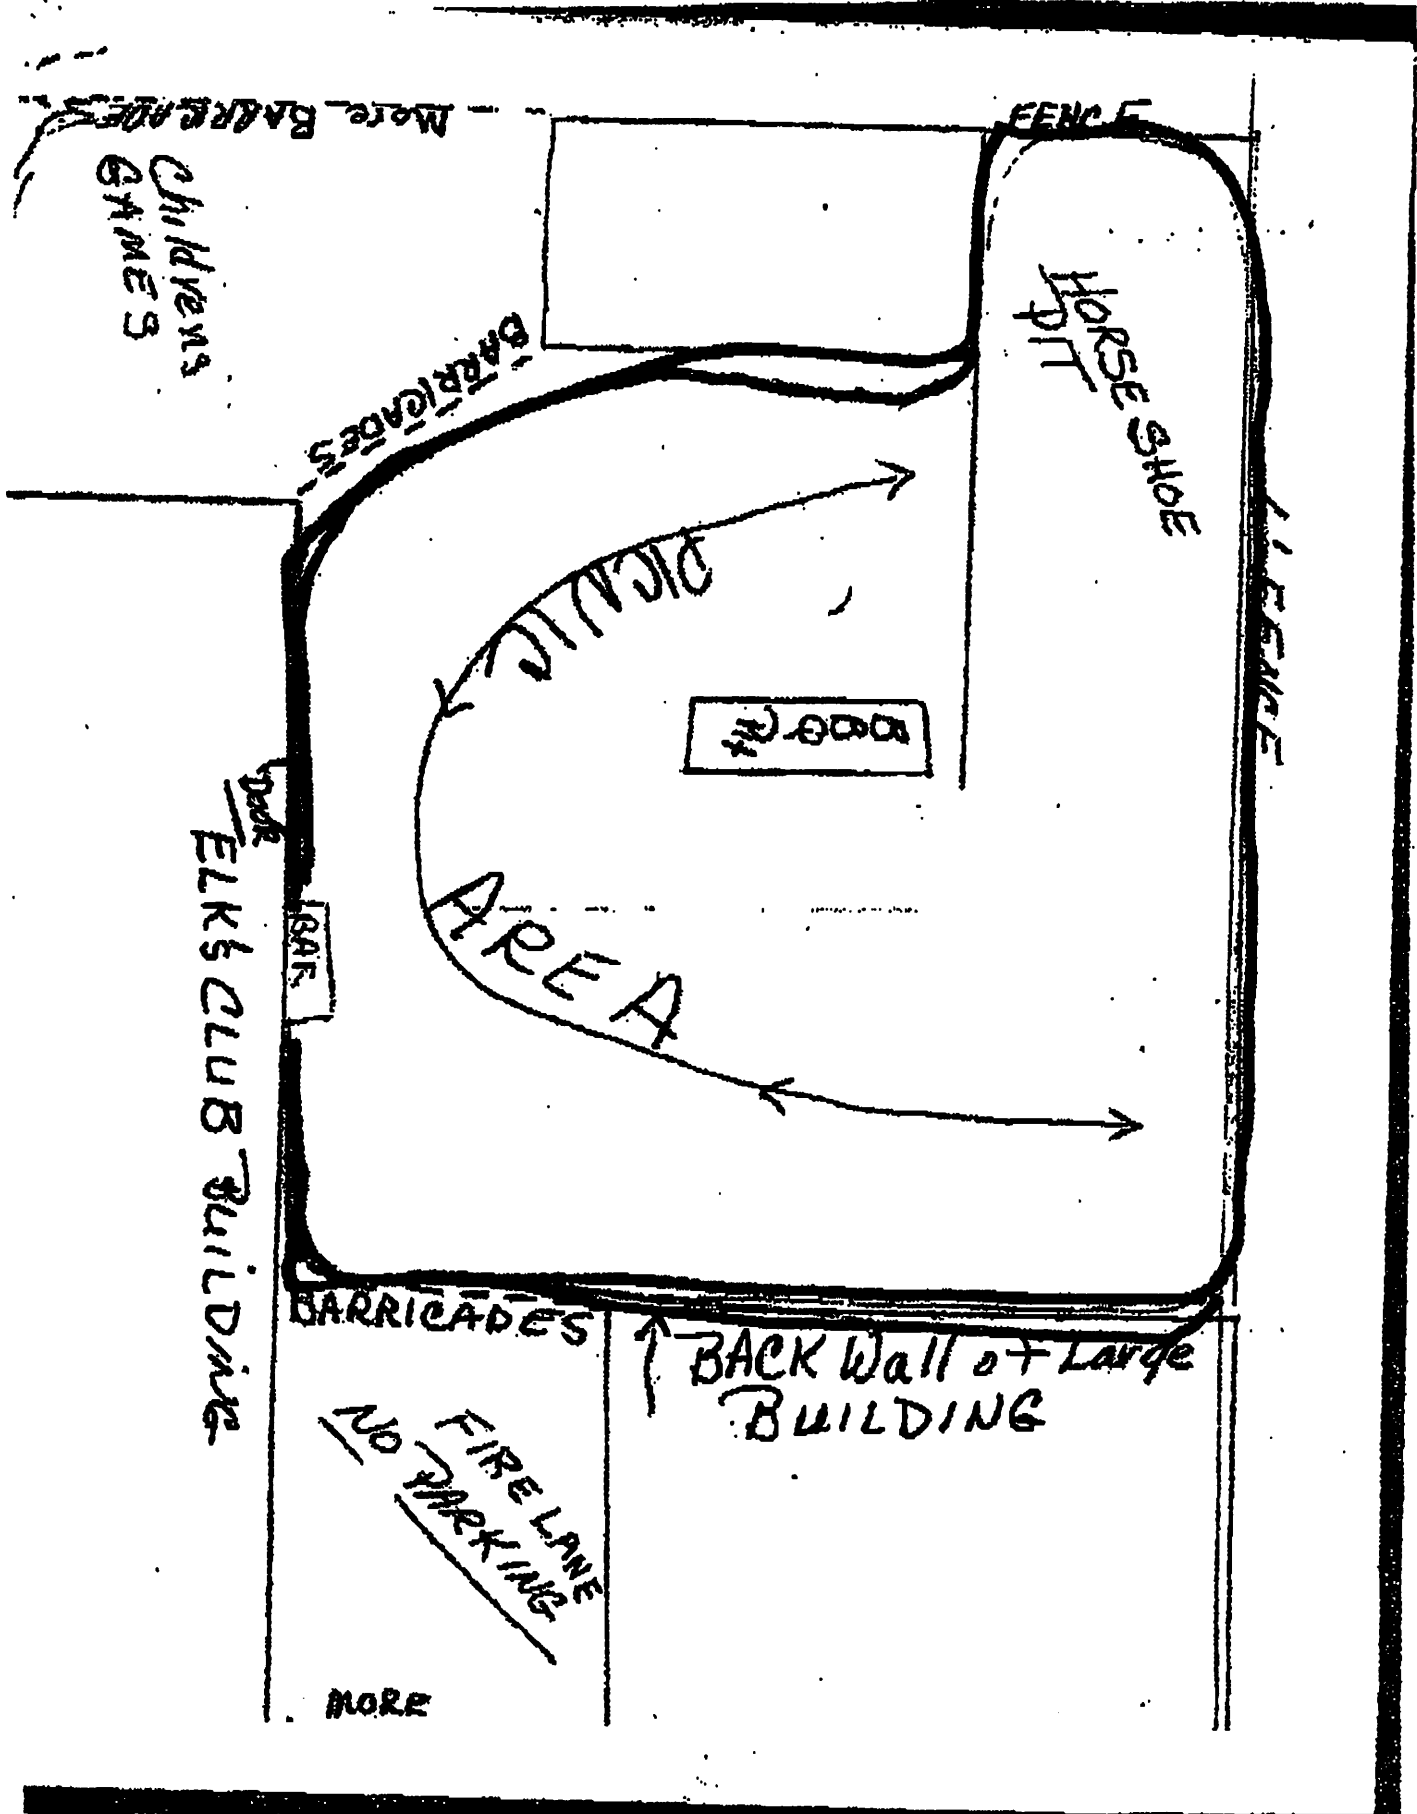 FENCE
More BARRICADES
Childrens
GAMES
HORSE SHOE
PIT
BARRICADES
FENCE
PICNIC
DOOR
BAR
AREA
ELKS CLUB BuiLDiNG
BARRICADES
BACK Wall of Large
BUILDING
FIRE LANE
NO PARKING
MORE